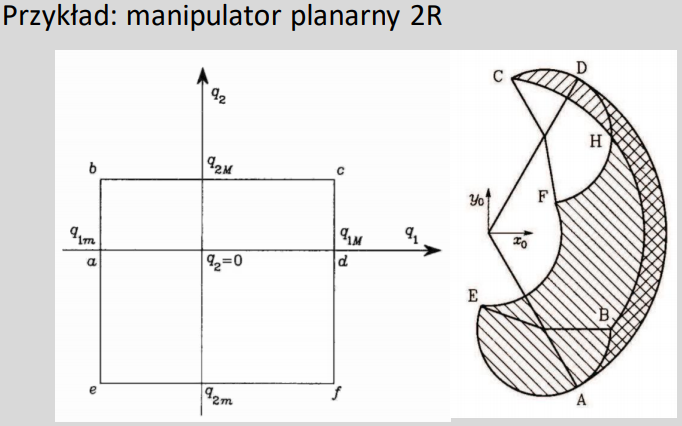 Przykład: manipulator planarny 2R
q2
b
q2M
c
q1m
q1M
q1
a
q2=0
d
e
q2m
f
C
D
H
F
y0
x0
E
B
A